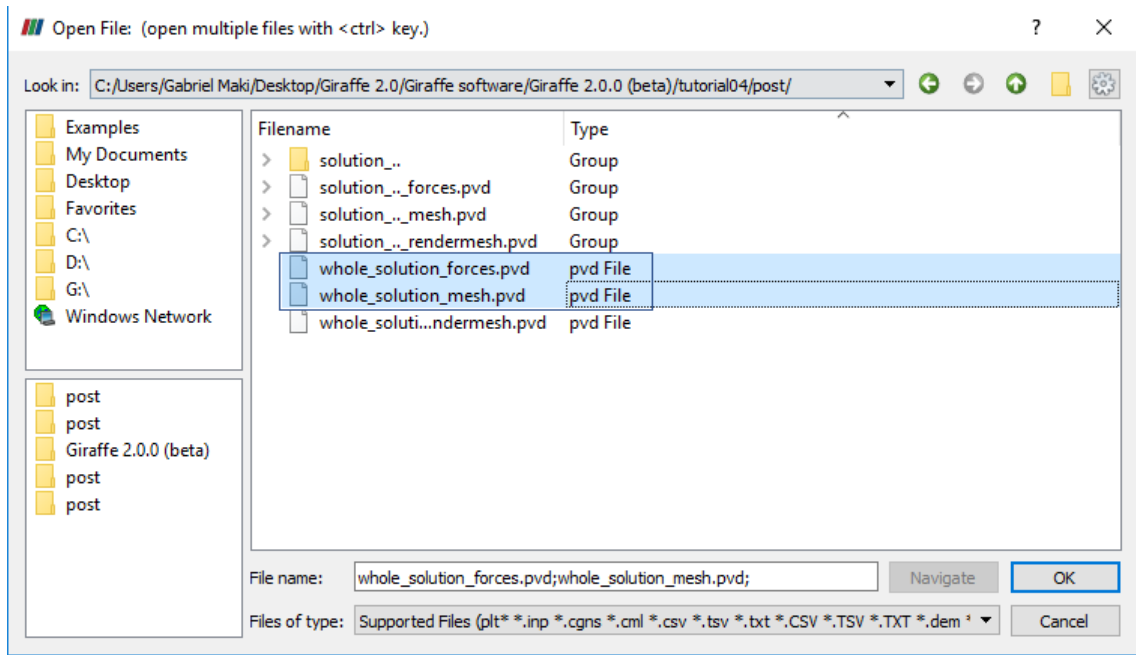 Open File: (open multiple files with <ctrl> key.)
? ×
Look in: C:/Users/Gabriel Maki/Desktop/Giraffe 2.0/Giraffe software/Giraffe 2.0.0 (beta)/tutorial04/post/
Examples
My Documents
Desktop
Favorites
C:\
D:\
G:\
Windows Network
post
post
Giraffe 2.0.0 (beta)
post
post
Filename Type
solution_.. Group
solution_.._forces.pvd Group
solution_.._mesh.pvd Group
solution_.._rendermesh.pvd Group
whole_solution_forces.pvd pvd File
whole_solution_mesh.pvd pvd File
whole_soluti...ndermesh.pvd pvd File
File name: whole_solution_forces.pvd;whole_solution_mesh.pvd; Navigate OK
Files of type: Supported Files (plt* *.inp *.cgns *.cml *.csv *.tsv *.txt *.CSV *.TSV *.TXT *.dem * Cancel